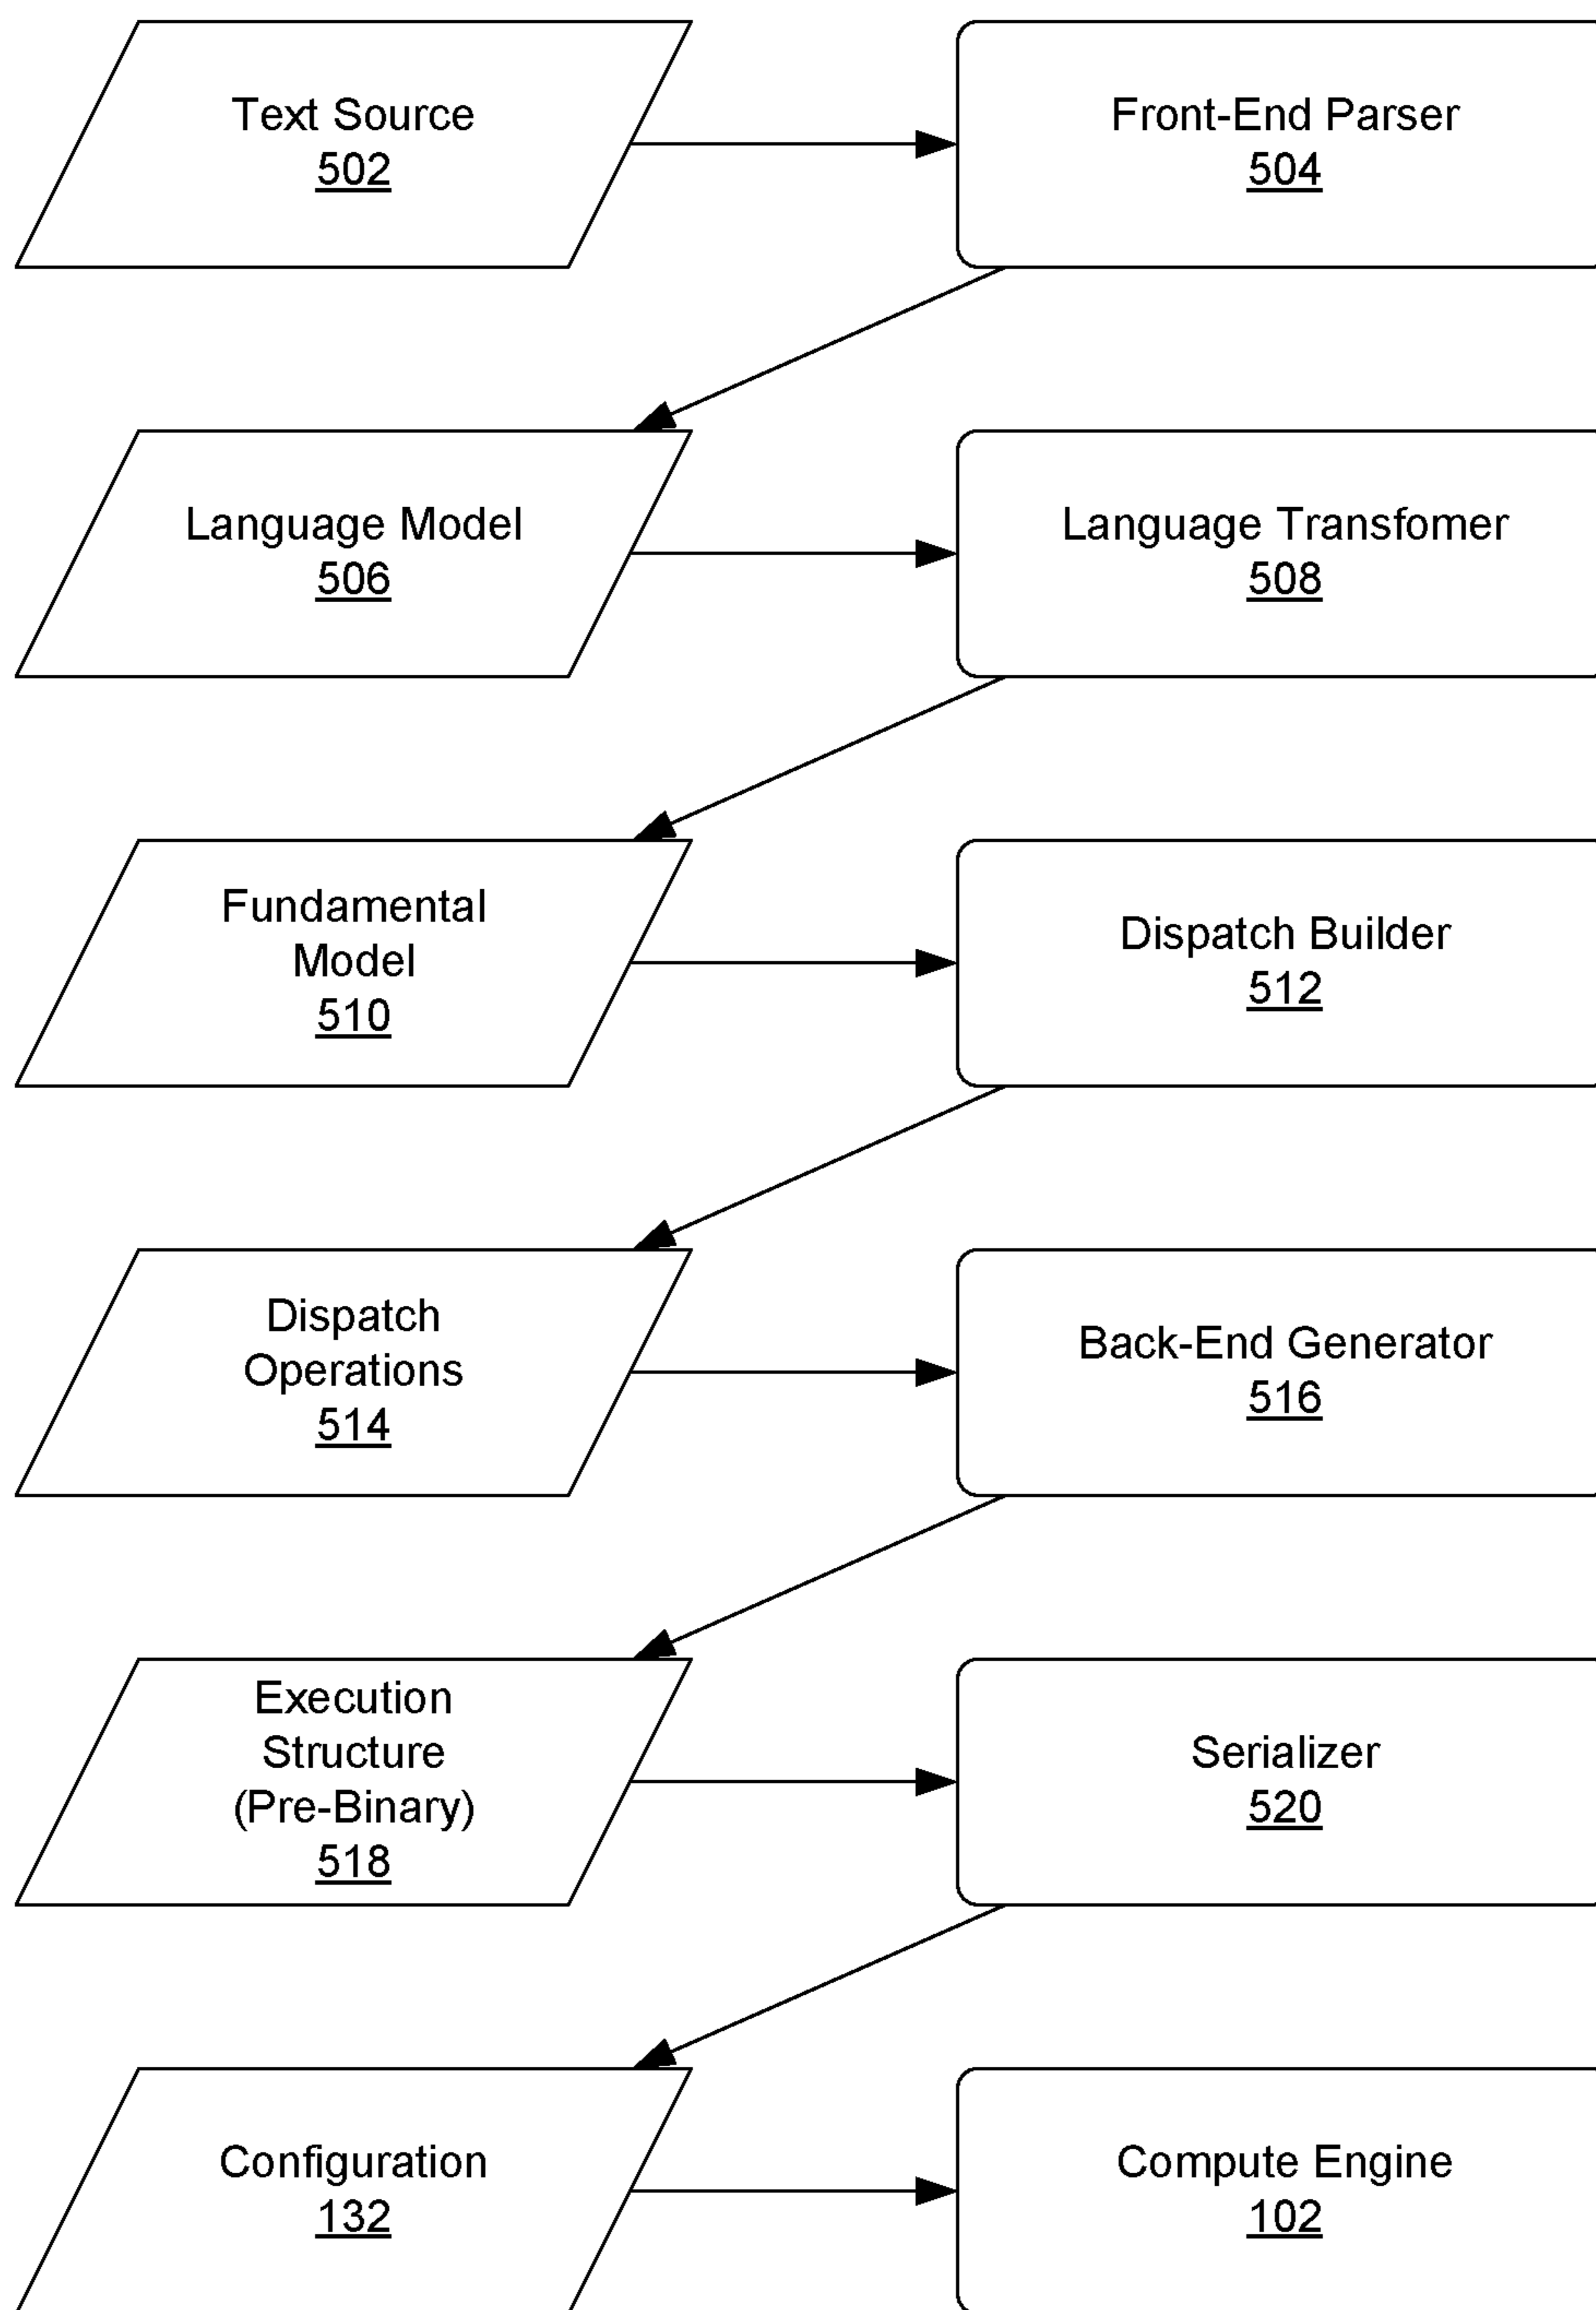 Text Source
502
Front-End Parser
504
Language Model
506
Language Transfomer
508
Fundamental
Model
510
Dispatch Builder
512
Dispatch
Operations
514
Back-End Generator
516
Execution
Structure
(Pre-Binary)
518
Serializer
520
Configuration
132
Compute Engine
102